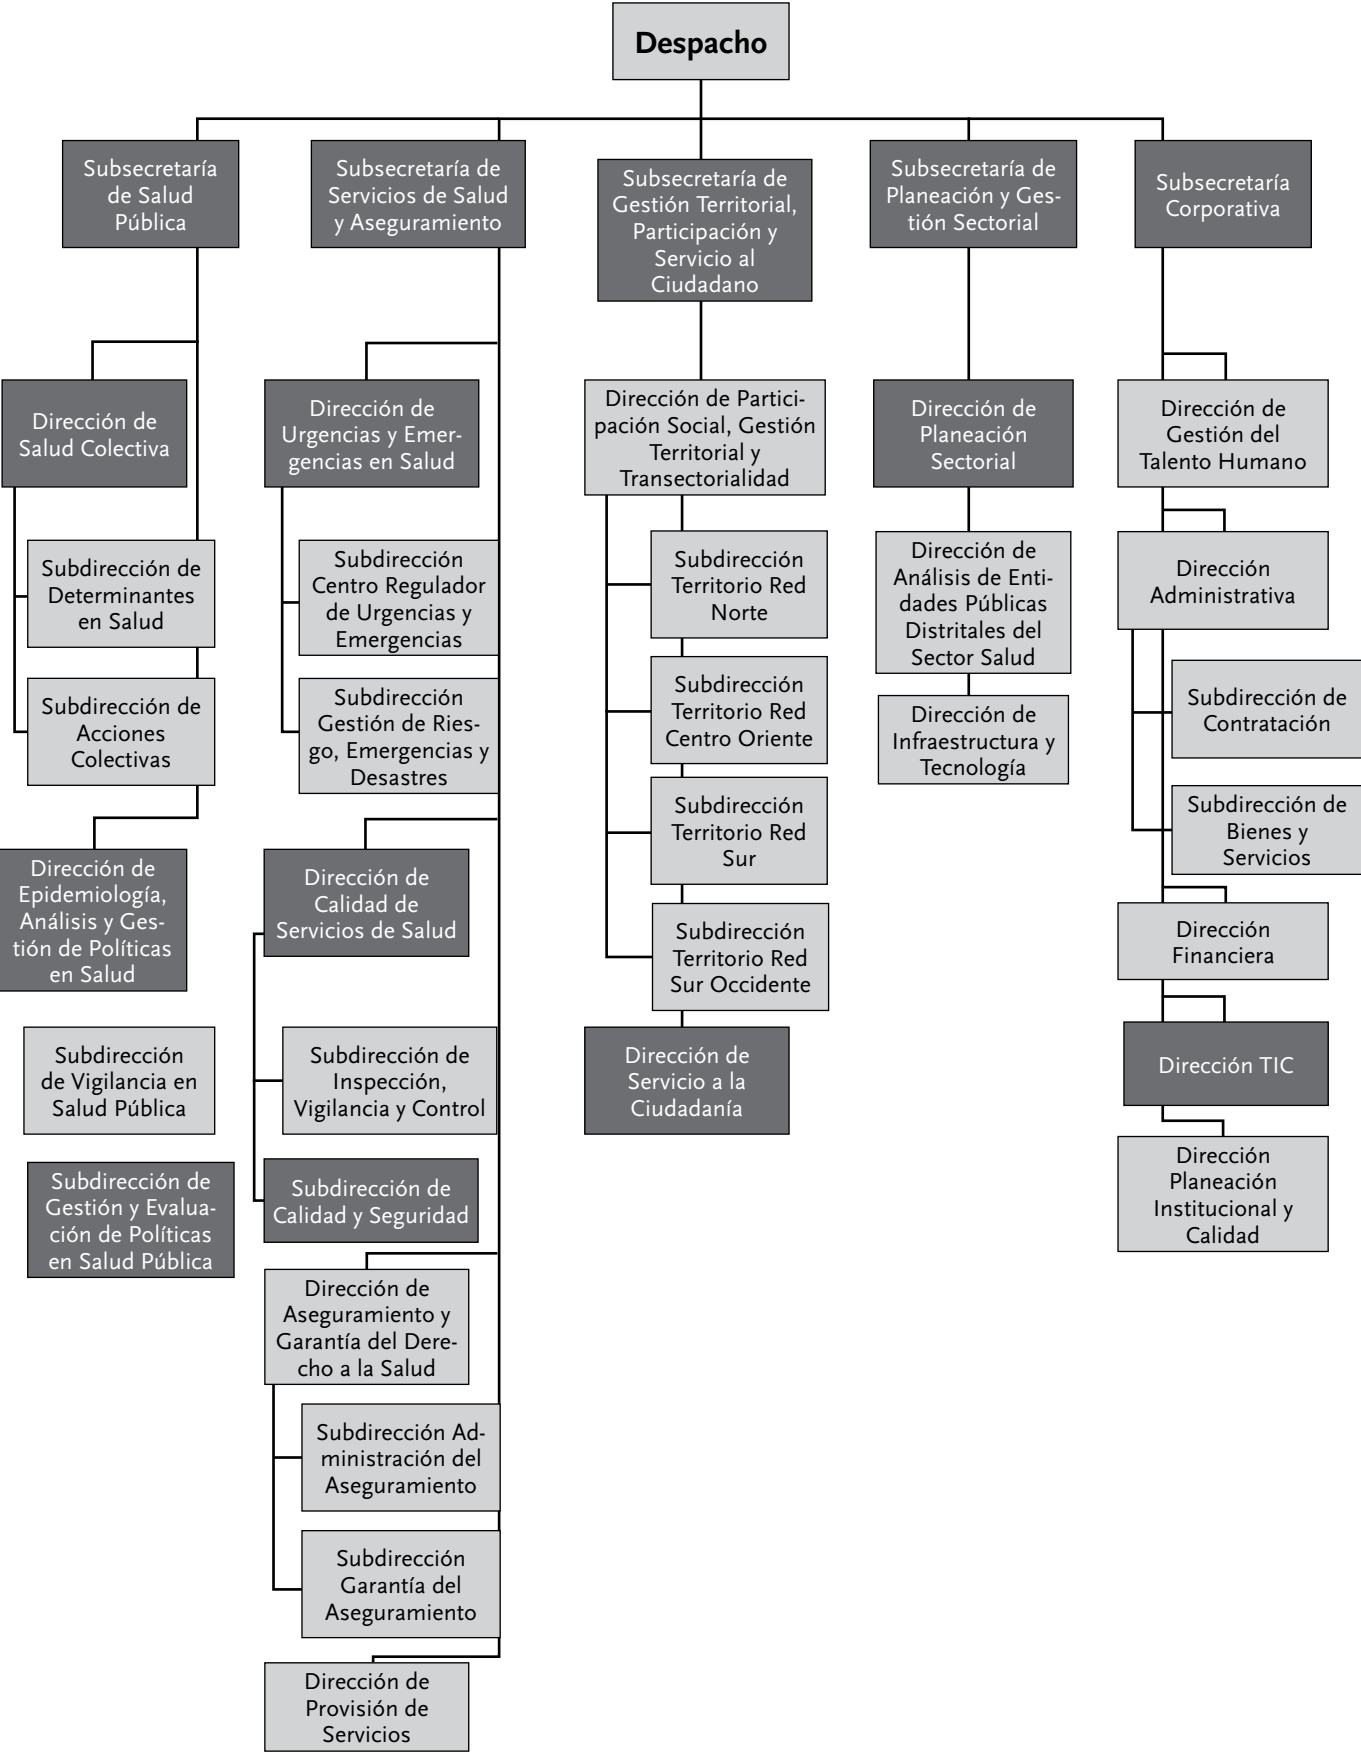 Despacho
Subsecretaría
de Salud
Pública
Subsecretaría de
Servicios de Salud
y Aseguramiento
Subsecretaría de
Gestión Territorial,
Participación y
Servicio al
Ciudadano
Subsecretaría de
Planeación y Ges-
tión Sectorial
Subsecretaría
Corporativa
Dirección de
Salud Colectiva
Subdirección de
Determinantes
en Salud
Subdirección de
Acciones
Colectivas
Dirección de
Epidemiología,
Análisis y Ges-
tión de Políticas
en Salud
Subdirección
de Vigilancia en
Salud Pública
Subdirección de
Gestión y Evalua-
ción de Políticas
en Salud Pública
Dirección de
Urgencias y Emer-
gencias en Salud
Subdirección
Centro Regulador
de Urgencias y
Emergencias
Subdirección
Gestión de Ries-
go, Emergencias y
Desastres
Dirección de
Calidad de
Servicios de Salud
Subdirección de
Inspección,
Vigilancia y Control
Subdirección de
Calidad y Seguridad
Dirección de
Aseguramiento y
Garantía del Dere-
cho a la Salud
Subdirección Ad-
ministración del
Aseguramiento
Subdirección
Garantía del
Aseguramiento
Dirección de
Provisión de
Servicios
Dirección de Partici-
pación Social, Gestión
Territorial y
Transectorialidad
Subdirección
Territorio Red
Norte
Subdirección
Territorio Red
Centro Oriente
Subdirección
Territorio Red
Sur
Subdirección
Territorio Red
Sur Occidente
Dirección de
Servicio a la
Ciudadanía
Dirección de
Planeación
Sectorial
Dirección de
Análisis de Enti-
dades Públicas
Distritales del
Sector Salud
Dirección de
Infraestructura y
Tecnología
Dirección de
Gestión del
Talento Humano
Dirección
Administrativa
Subdirección de
Contratación
Subdirección de
Bienes y
Servicios
Dirección
Financiera
Dirección TIC
Dirección
Planeación
Institucional y
Calidad